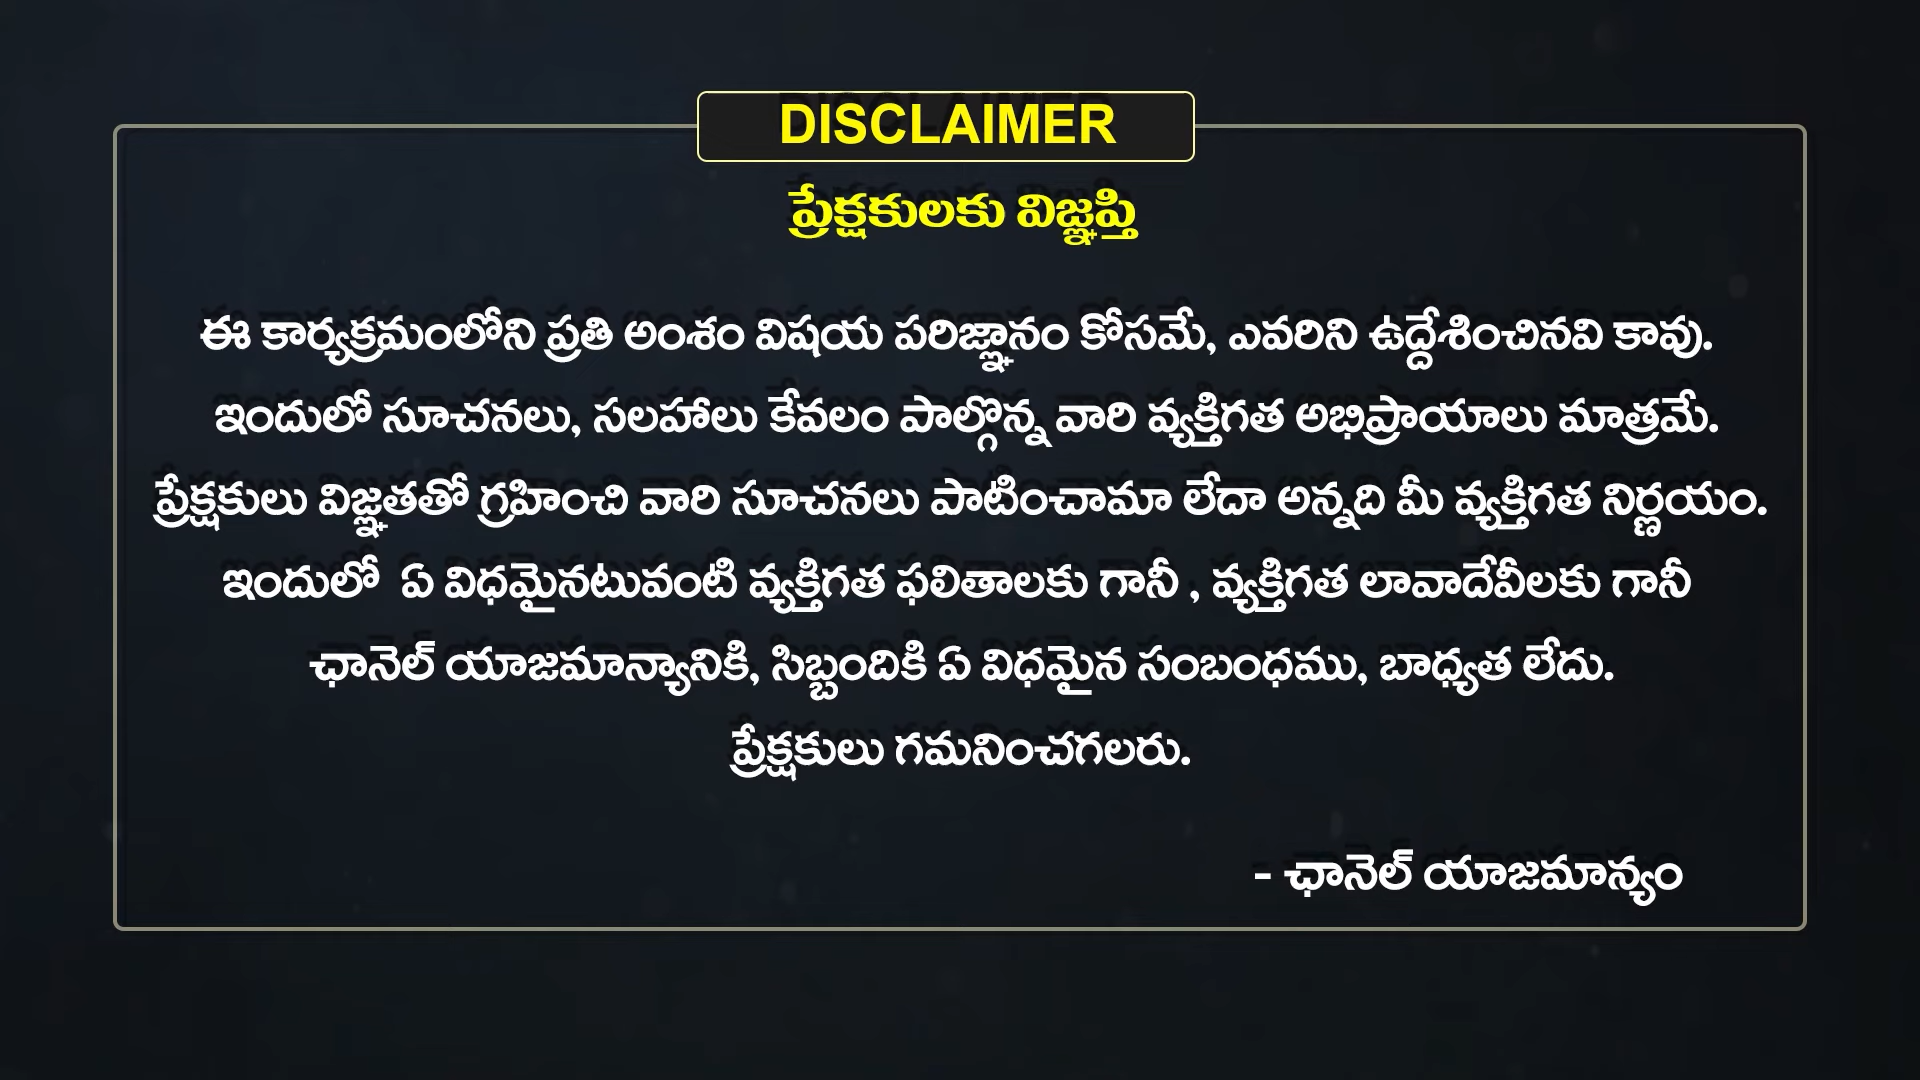 DISCLAIMER
ప్రేక్షకులకు విజ్ఞప్తి
ఈ కార్యక్రమంలోని ప్రతి అంశం విషయ పరిజ్ఞానం కోసమే, ఎవరిని ఉద్దేశించినవి కావు.
ఇందులో సూచనలు, సలహాలు కేవలం పాల్గొన్న వారి వ్యక్తిగత అభిప్రాయాలు మాత్రమే.
ప్రేక్షకులు విజ్ఞతతో గ్రహించి వారి సూచనలు పాటించామా లేదా అన్నది మీ వ్యక్తిగత నిర్ణయం.
ఇందులో ఏ విధమైనటువంటి వ్యక్తిగత ఫలితాలకు గానీ , వ్యక్తిగత లావాదేవీలకు గానీ
ఛానెల్ యాజమాన్యానికి, సిబ్బందికి ఏ విధమైన సంబంధము, బాధ్యత లేదు.
ప్రేక్షకులు గమనించగలరు.
- ఛానెల్ యాజమాన్యం